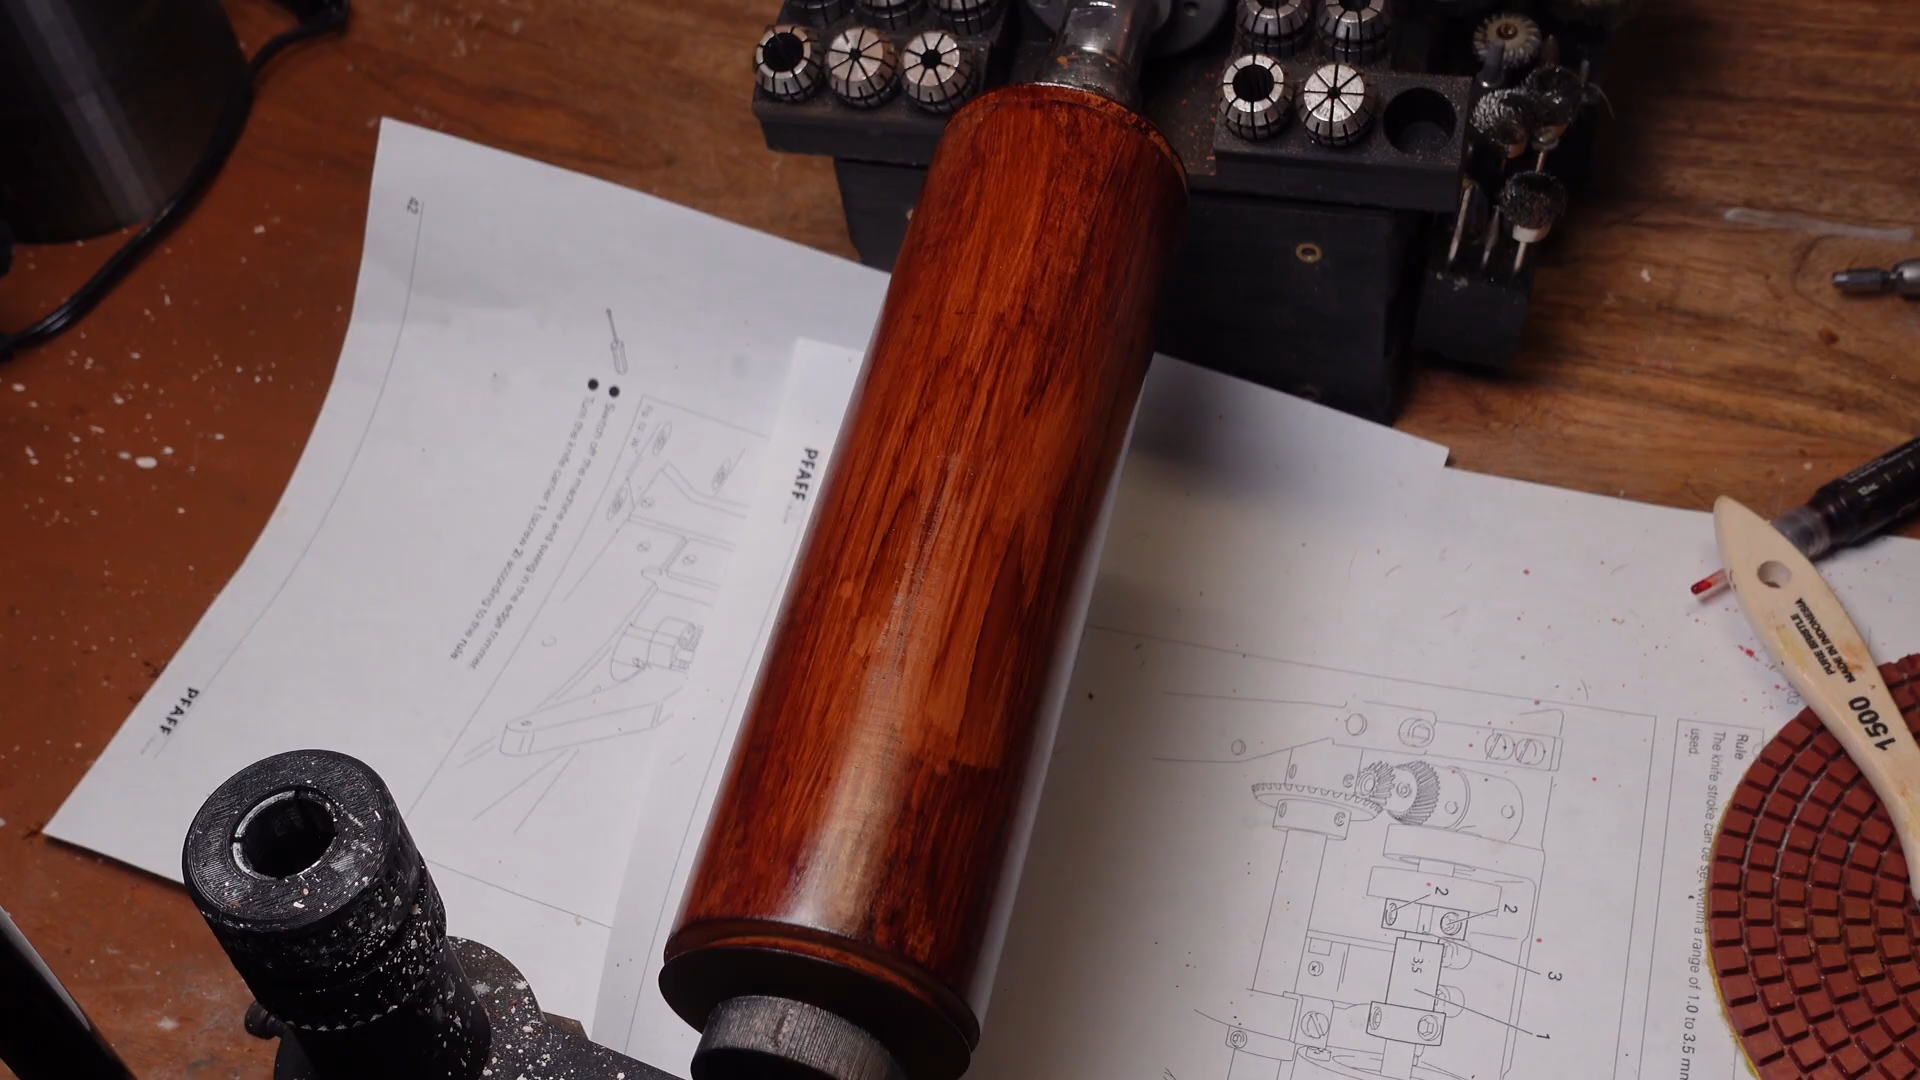 42
Switch off the machine and swing in the edge trimmer
Turn the knife carrier 1 (screw 2) according to the rule
PFAFF
PFAFF
Rule
The knife stroke can be set within a range of 1.0 to 3.5 mm
used.
2
2
3
3.5
1
PURE BRISTLE
MADE IN INDONESIA
1500